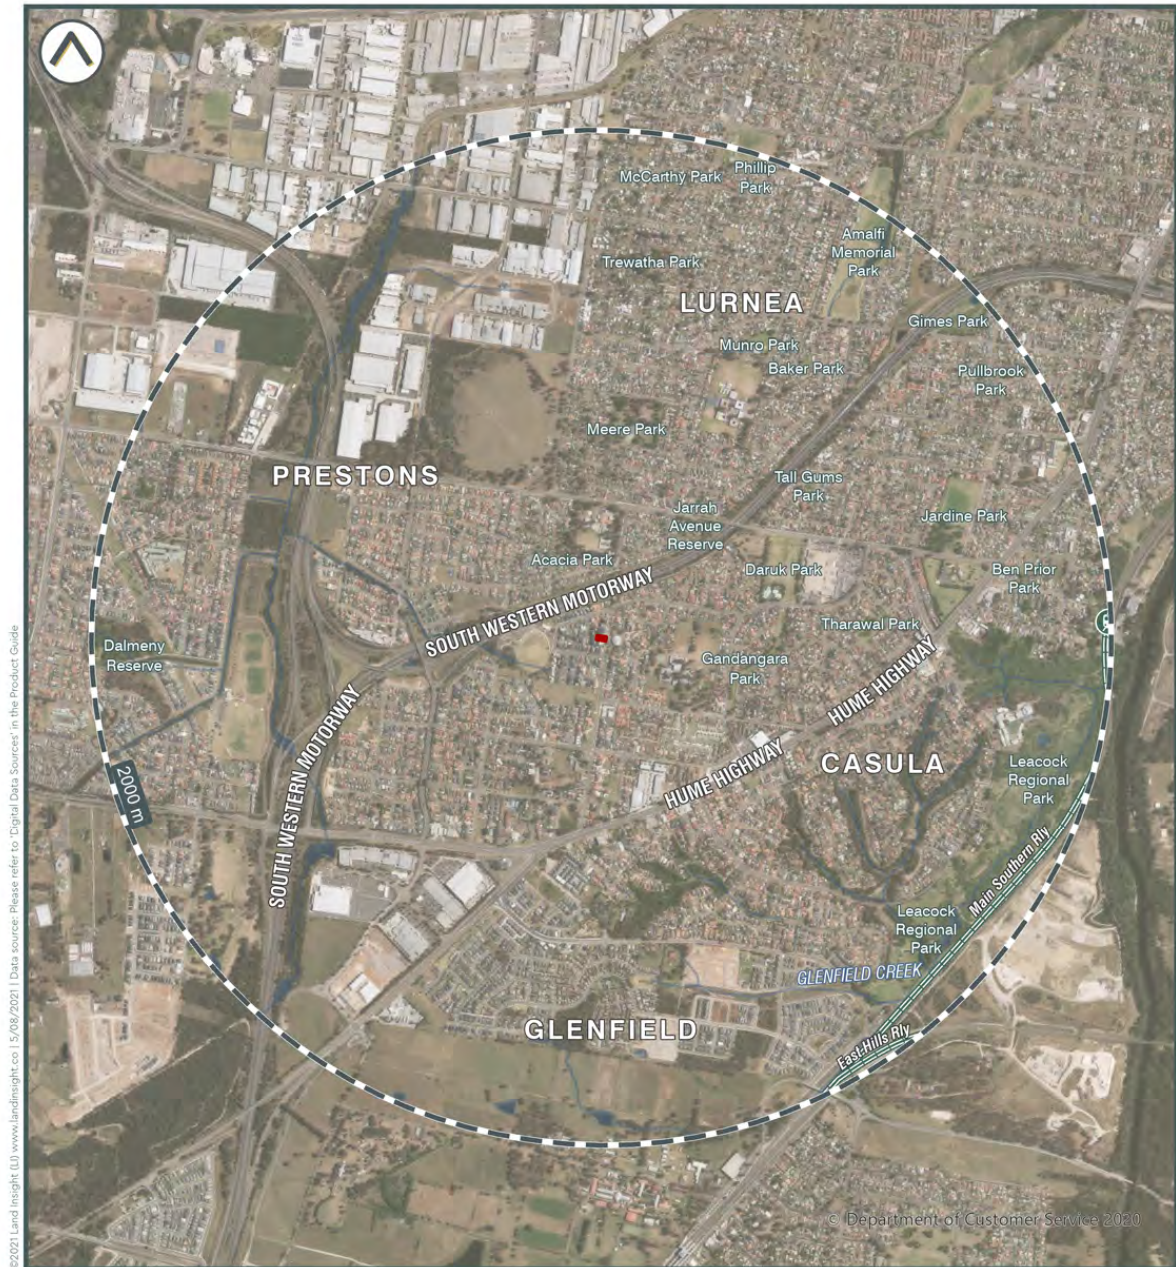 McCarthy Park
Phillip
Park
Amalfi
Memorial
Park
Trewatha Park
LURNEA
Gimes Park
Munro Park
Baker Park
Pullbrook
Park
Meere Park
PRESTONS
Tall Gums
Park
Jarrah
Avenue
Reserve
Jardine Park
Acacia Park
Daruk Park
Ben Prior
Park
SOUTH WESTERN MOTORWAY
Tharawal Park
Dalmeny
Reserve
Gandangara
Park
HUME HIGHWAY
SOUTH WESTERN MOTORWAY
HUME HIGHWAY
CASULA
Leacock
Regional
Park
2000 m
Main Southern Rly
Leacock
Regional
Park
GLENFIELD CREEK
GLENFIELD
East Hills Rly
© Department of Customer Service 2020
©2021 Land Insight (LI) www.landinsight.co | 5/08/2021 | Data source: Please refer to 'Digital Data Sources' in the Product Guide